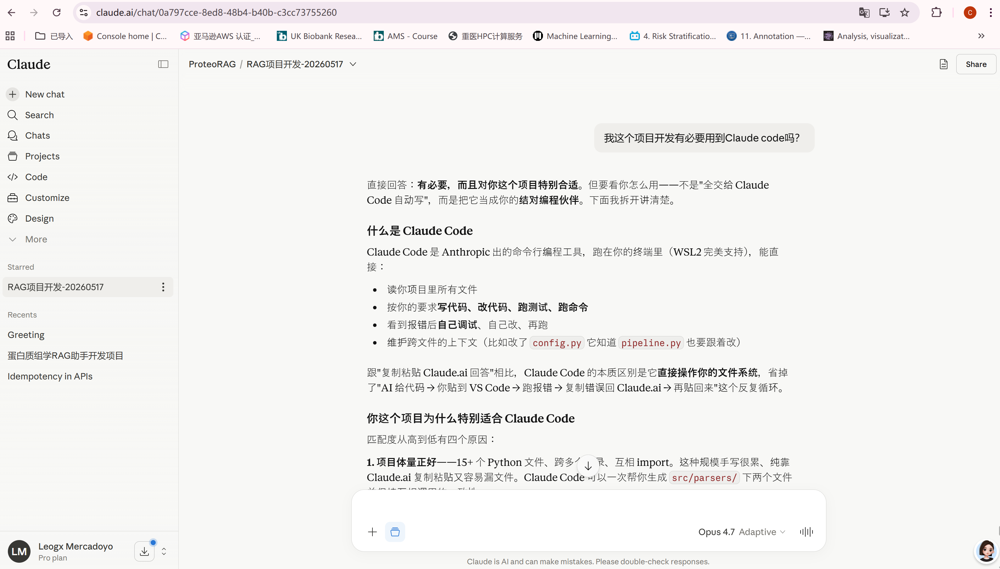 claude.ai/chat/0a797cce-8ed8-48b4-b40b-c3cc73755260
C
已导入
Console home | C...
亚马逊AWS 认证_...
UK Biobank Resea...
AMS - Course
重医HPC计算服务
Machine Learning...
4. Risk Stratificatio...
11. Annotation —...
Analysis, visualizat...
Claude
ProteoRAG / RAG项目开发-20260517
Share
New chat
Search
Chats
Projects
Code
Customize
Design
More
Starred
RAG项目开发-20260517
Recents
Greeting
蛋白质组学RAG助手开发项目
Idempotency in APIs
LM
Leogx Mercadoyo
Pro plan
我这个项目开发有必要用到Claude code吗?
直接回答：有必要，而且对你这个项目特别合适。但要看你怎么用——不是"全交给 Claude
Code 自动写"，而是把它当成你的结对编程伙伴。下面我拆开讲清楚。
什么是 Claude Code
Claude Code 是 Anthropic 出的命令行编程工具，跑在你的终端里（WSL2 完美支持），能直
接：
• 读你项目里所有文件
• 按你的要求写代码、改代码、跑测试、跑命令
• 看到报错后自己调试、自己改、再跑
• 维护跨文件的上下文（比如改了 config.py 它知道 pipeline.py 也要跟着改）
跟"复制粘贴 Claude.ai 回答"相比，Claude Code 的本质区别是它直接操作你的文件系统，省掉
了"AI 给代码 → 你贴到 VS Code → 跑报错 → 复制错误回 Claude.ai → 再贴回来"这个反复循环。
你这个项目为什么特别适合 Claude Code
匹配度从高到低有四个原因：
1. 项目体量正好——15+ 个 Python 文件、跨多个录、互相 import。这种规模手写很累、纯靠
Claude.ai 复制粘贴又容易漏文件。Claude Code 可以一次帮你生成 src/parsers/ 下两个文件
Opus 4.7 Adaptive
Claude is AI and can make mistakes. Please double-check responses.